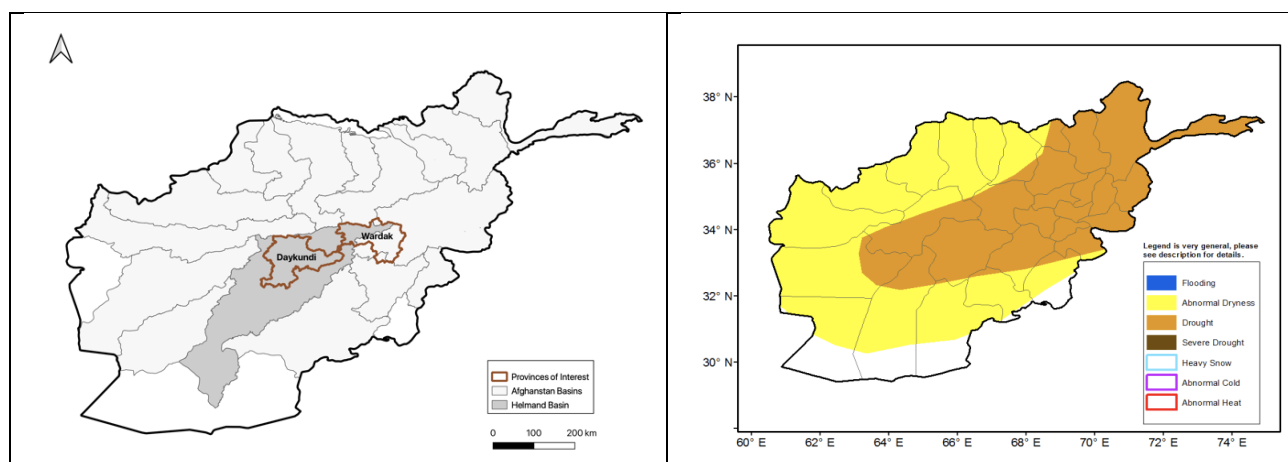 Wardak
Daykundi
Provinces of Interest
Afghanstan Basins
Helmand Basin
0 100 200 km
38° N
36° N
34° N
32° N
30° N
Legend is very general, please
see description for details.
Flooding
Abnormal Dryness
Drought
Severe Drought
Heavy Snow
Abnormal Cold
Abnormal Heat
60° E 62° E 64° E 66° E 68° E 70° E 72° E 74° E